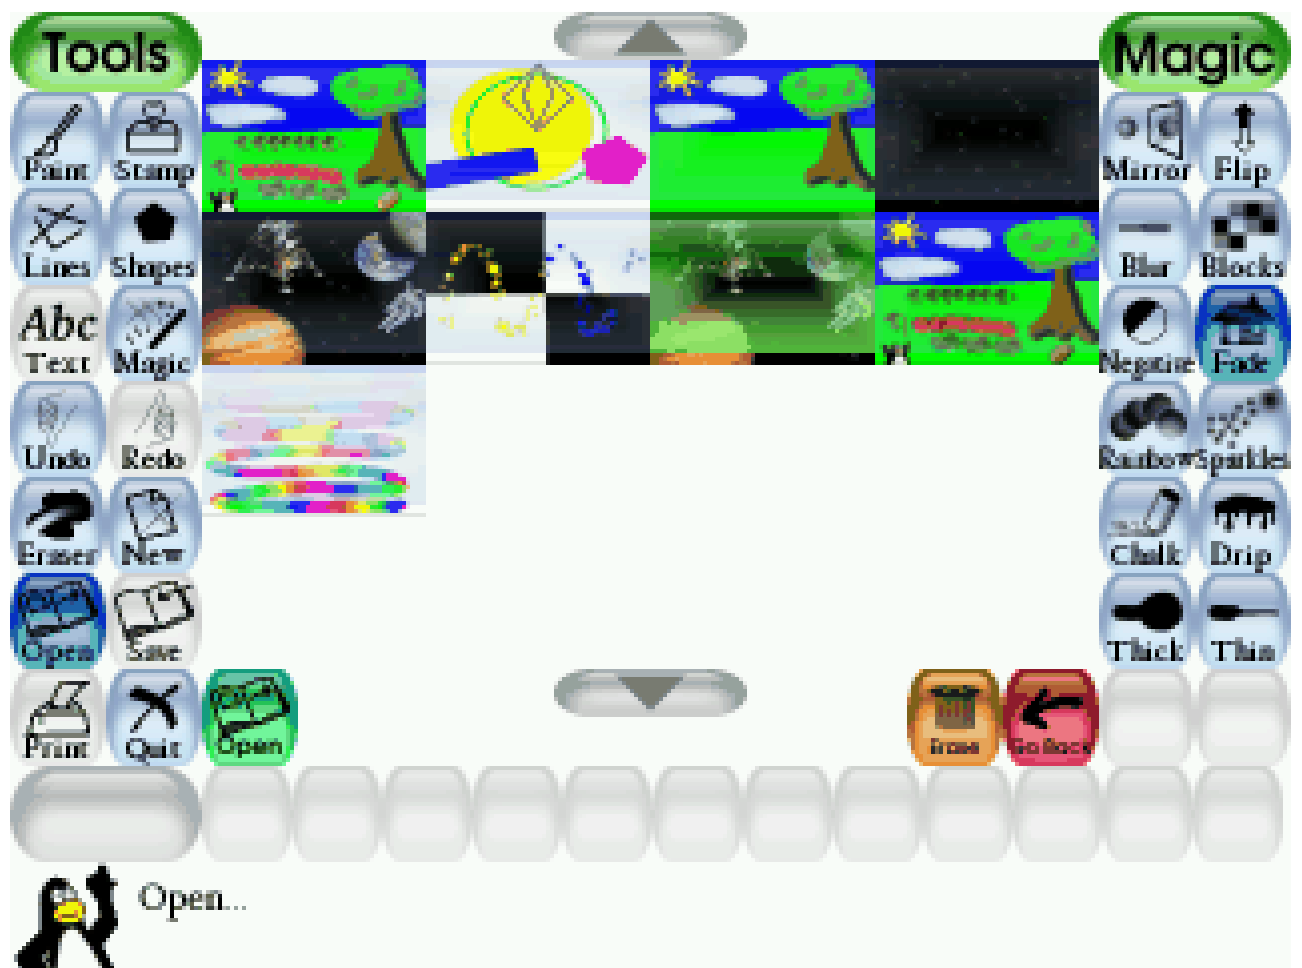 Tools
Magic
Paint Stamp
Mirror Flip
Lines Shapes
Blur Blocks
Abc
Text Magic
Negative Fade
Undo Redo
Rainbow Sparkles
Eraser New
Chalk Drip
Open Save
Thick Thin
Print Quit
Open
Erase
Go Back
Open...